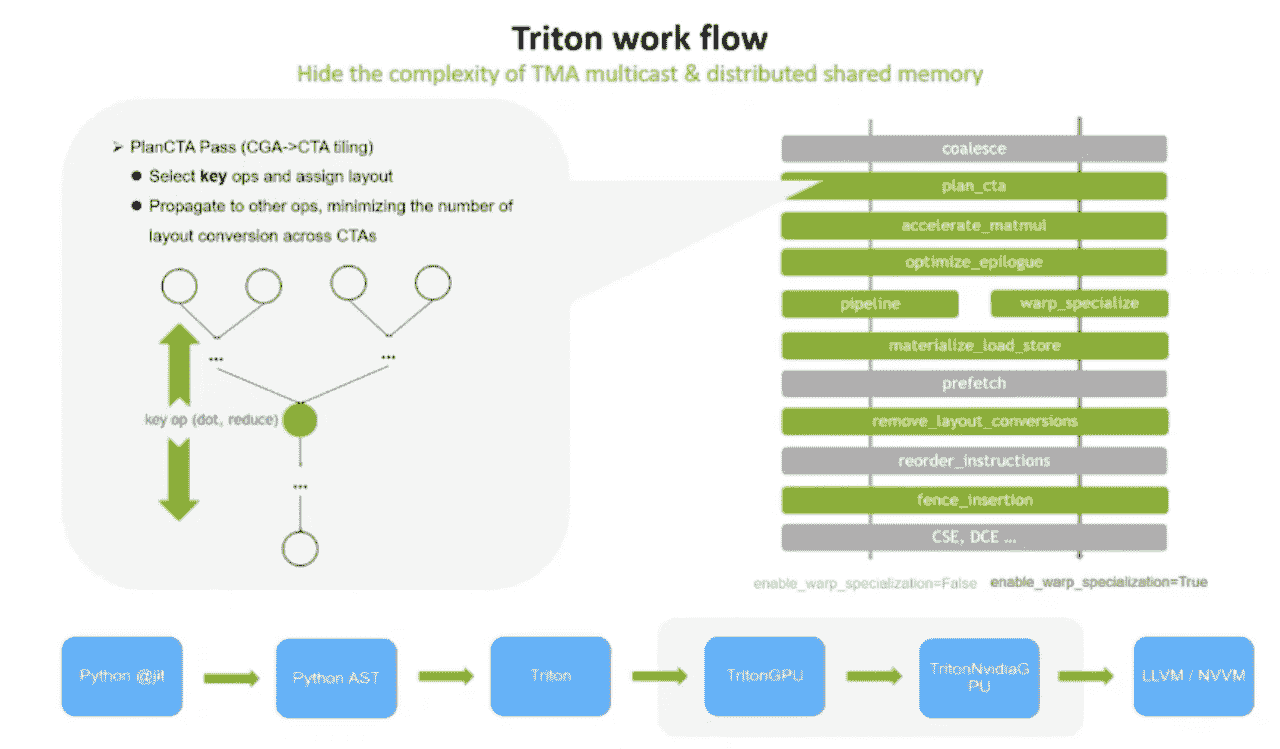 Triton work flow
Hide the complexity of TMA multicast & distributed shared memory
➢ PlanCTA Pass (CGA->CTA tiling)
● Select key ops and assign layout
● Propagate to other ops, minimizing the number of
layout conversion across CTAs
...
...
key op (dot, reduce)
...
coalesce
plan_cta
accelerate_matmul
optimize_epilogue
pipeline
warp_specialize
materialize_load_store
prefetch
remove_layout_conversions
reorder_instructions
fence_insertion
CSE, DCE ...
enable_warp_specialization=False
enable_warp_specialization=True
Python @jit
Python AST
Triton
TritonGPU
TritonNvidiaG
PU
LLVM / NVVM